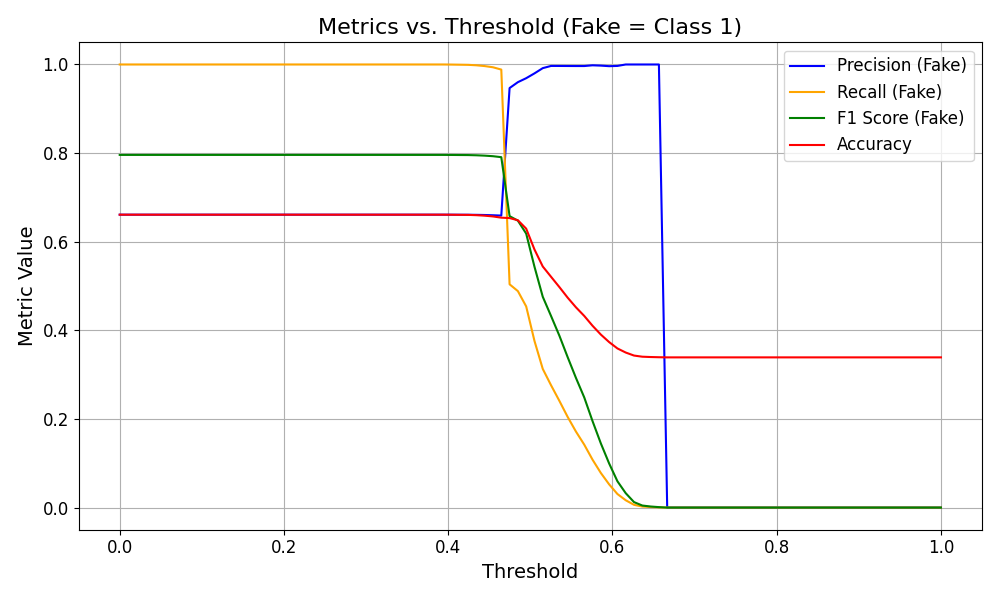 Metrics vs. Threshold (Fake = Class 1)
Precision (Fake)
Recall (Fake)
F1 Score (Fake)
Accuracy
Metric Value
1.0
0.8
0.6
0.4
0.2
0.0
0.0 0.2 0.4 0.6 0.8 1.0
Threshold